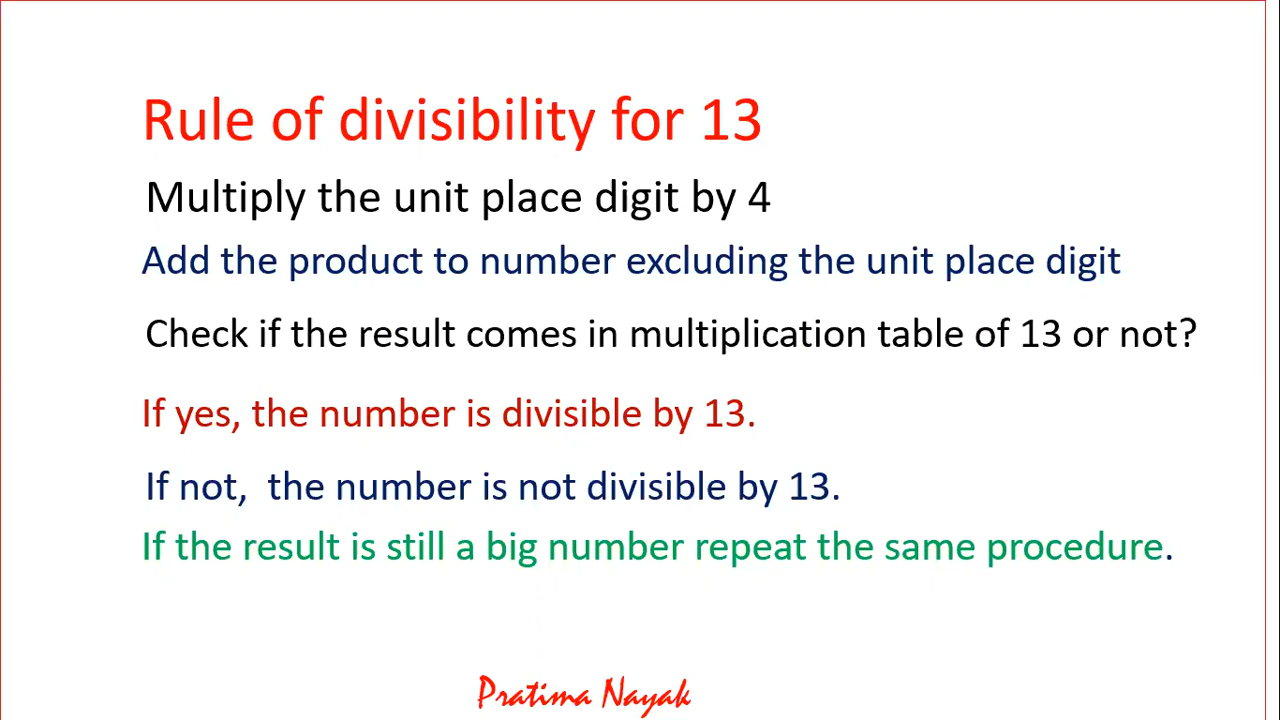 Rule of divisibility for 13
Multiply the unit place digit by 4
Add the product to number excluding the unit place digit
Check if the result comes in multiplication table of 13 or not?
If yes, the number is divisible by 13.
If not,  the number is not divisible by 13.
If the result is still a big number repeat the same procedure.
Pratima Nayak